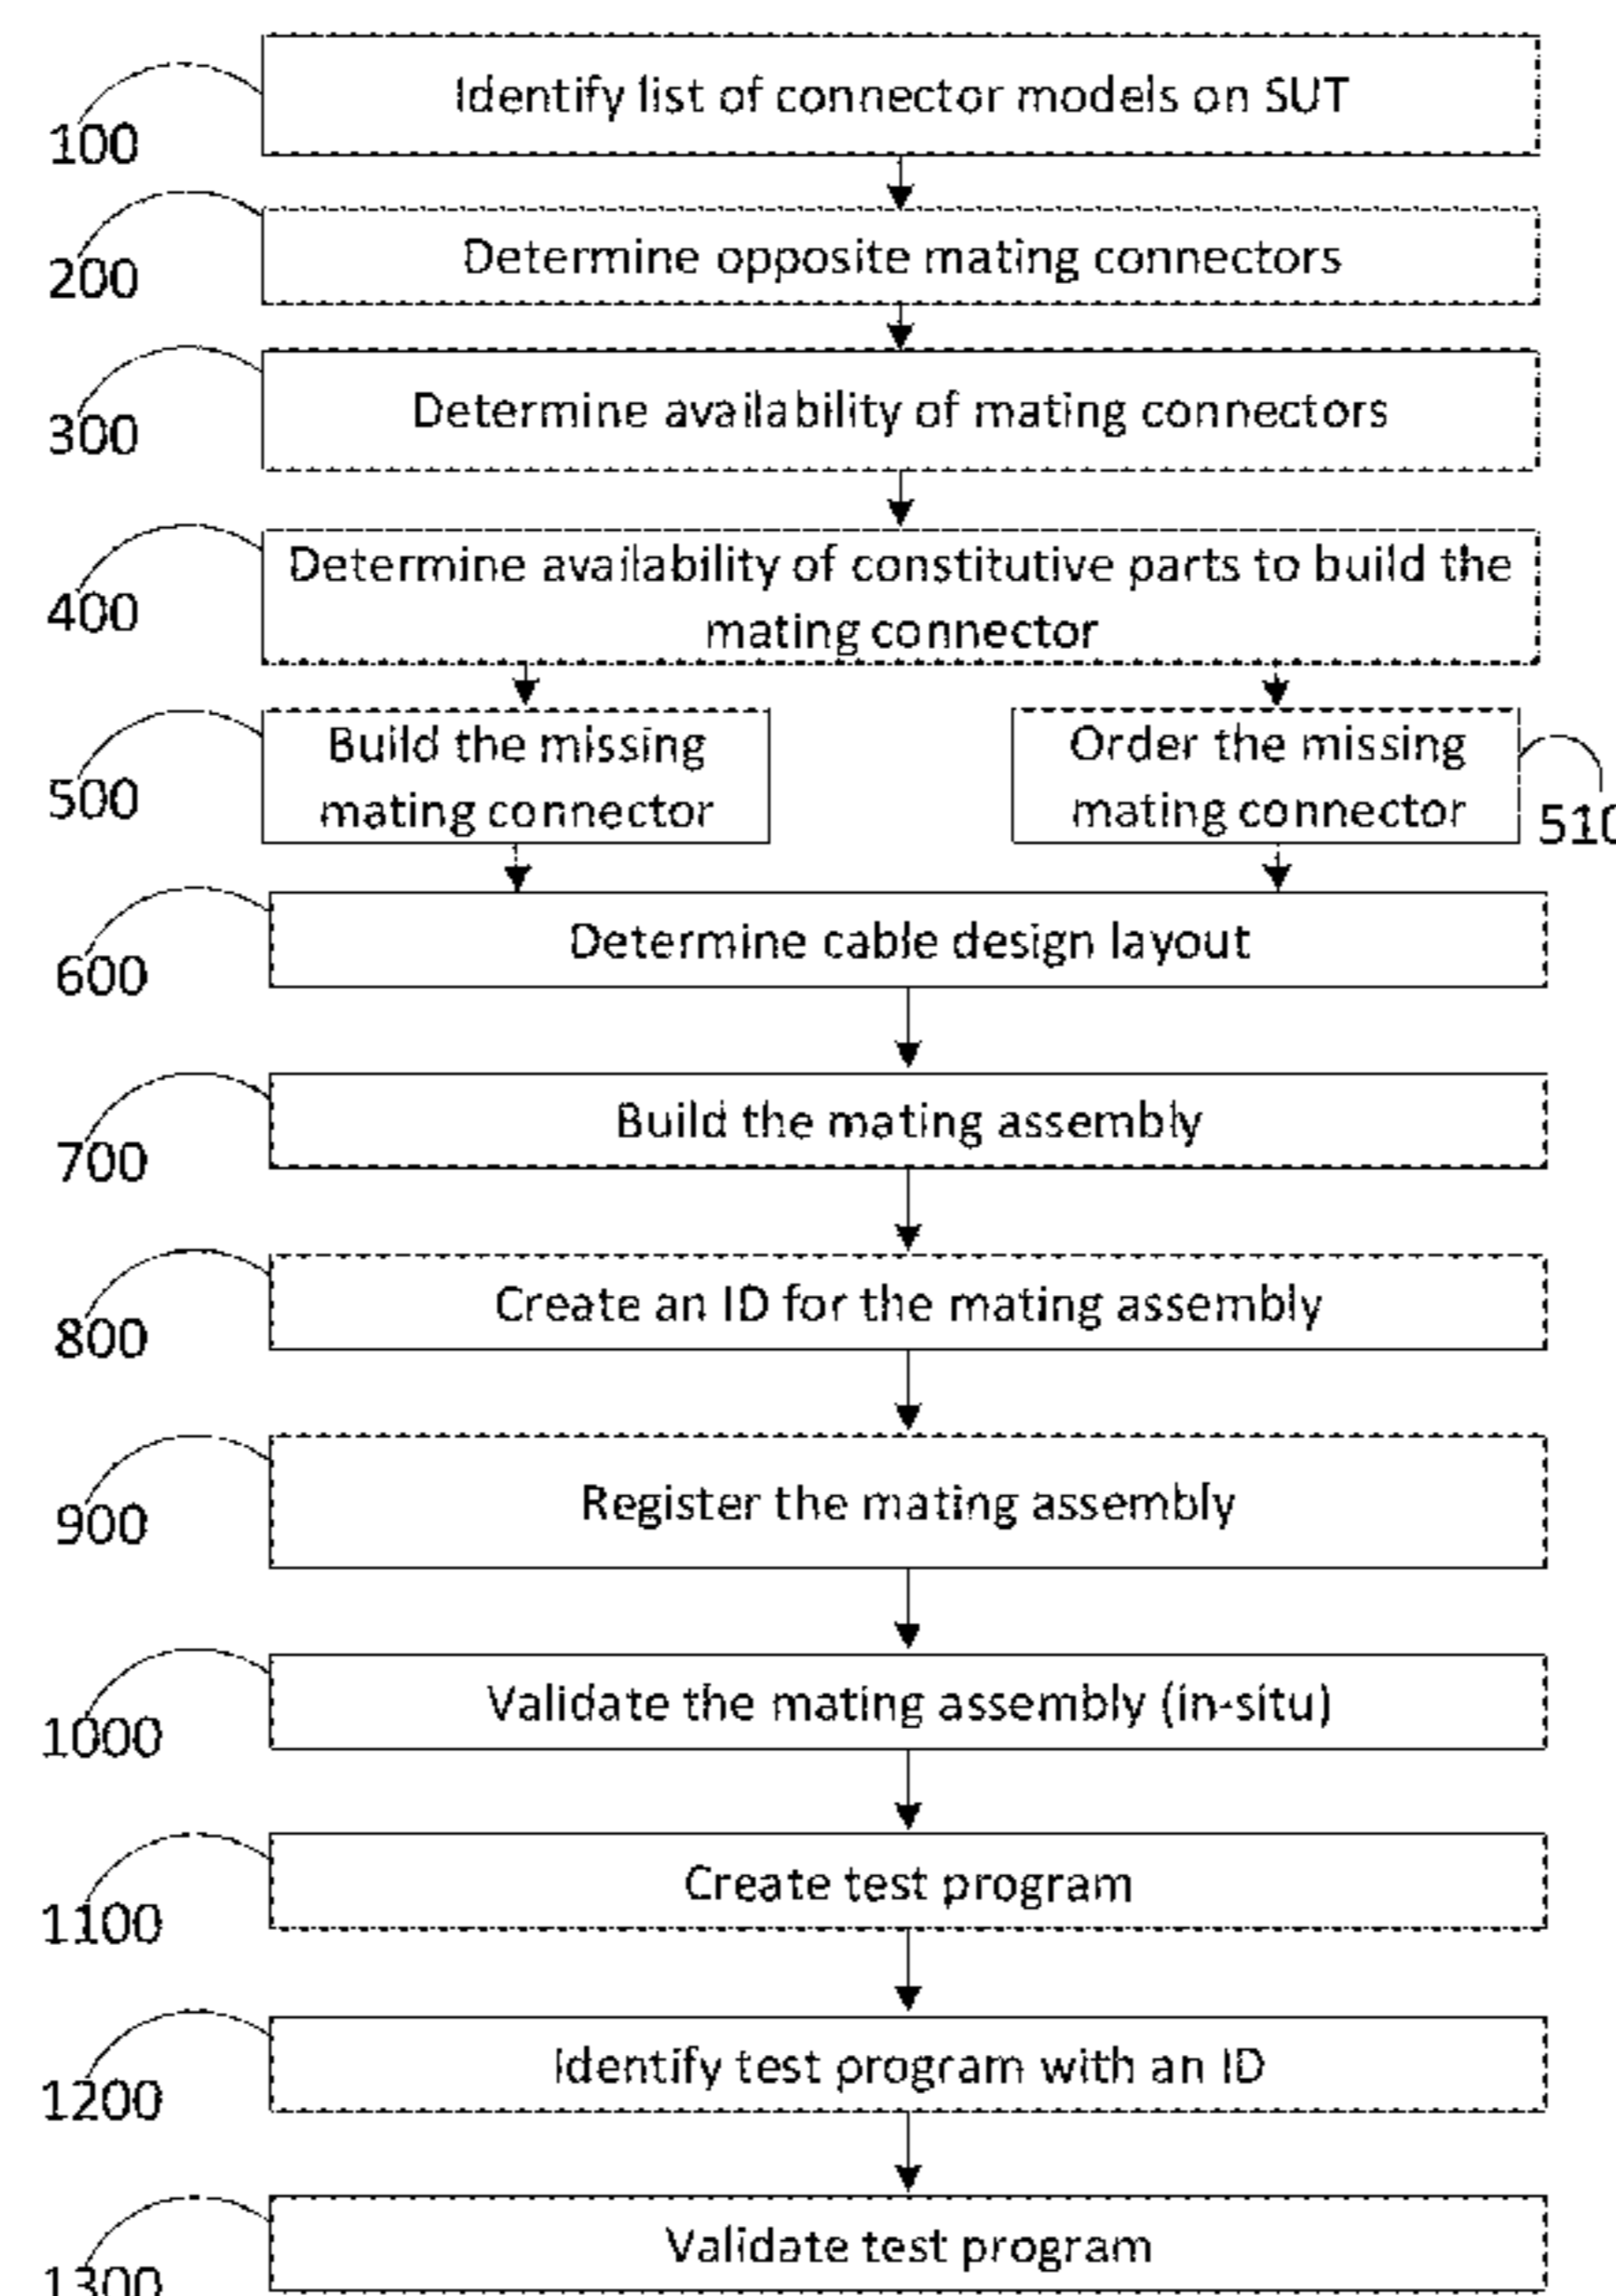 Identify list of connector models on SUT
100
Determine opposite mating connectors
200
Determine availability of mating connectors
300
Determine availability of constitutive parts to build the
mating connector
400
Build the missing
mating connector
500
Order the missing
mating connector
510
Determine cable design layout
600
Build the mating assembly
700
Create an ID for the mating assembly
800
Register the mating assembly
900
Validate the mating assembly (in-situ)
1000
Create test program
1100
Identify test program with an ID
1200
Validate test program
1300